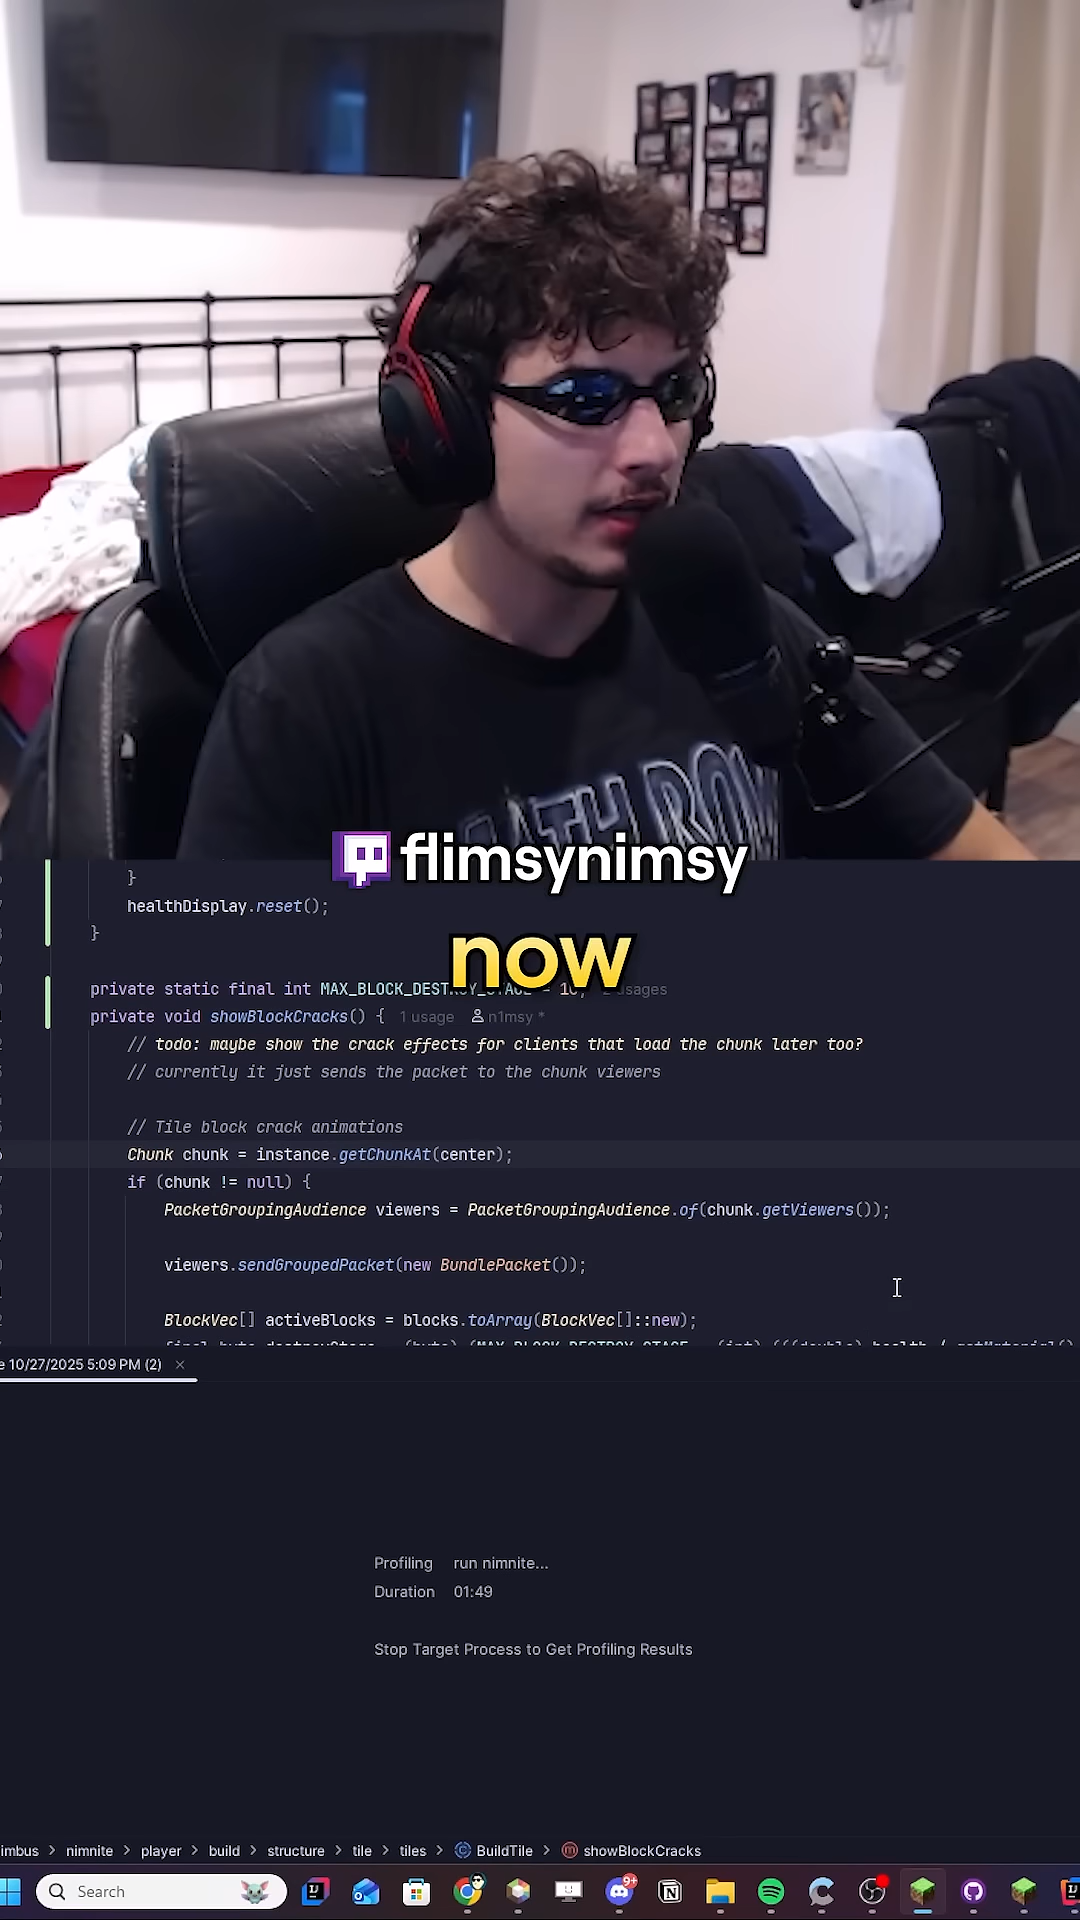 flimsynimsy
now
}
healthDisplay.reset();
}
private static final int MAX_BLOCK_DESTROY_STAGE = 10; 2 usages
private void showBlockCracks() { 1 usage n1msy *
// todo: maybe show the crack effects for clients that load the chunk later too?
// currently it just sends the packet to the chunk viewers
// Tile block crack animations
Chunk chunk = instance.getChunkAt(center);
if (chunk != null) {
PacketGroupingAudience viewers = PacketGroupingAudience.of(chunk.getViewers());
viewers.sendGroupedPacket(new BundlePacket());
BlockVec[] activeBlocks = blocks.toArray(BlockVec[]::new);
e 10/27/2025 5:09 PM (2) ×
Profiling run nimnite...
Duration 01:49
Stop Target Process to Get Profiling Results
imbus > nimnite > player > build > structure > tile > tiles > BuildTile > showBlockCracks
Search
9+